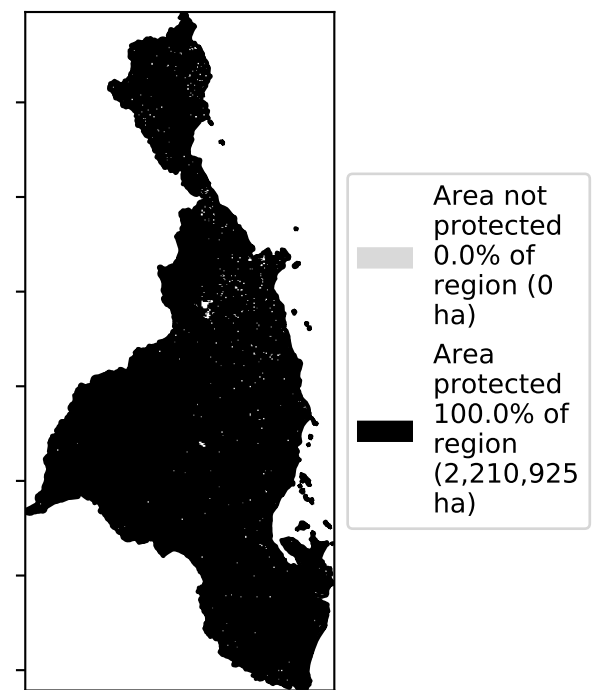 Area not
protected
0.0% of
region (0
ha)
Area
protected
100.0% of
region
(2,210,925
ha)